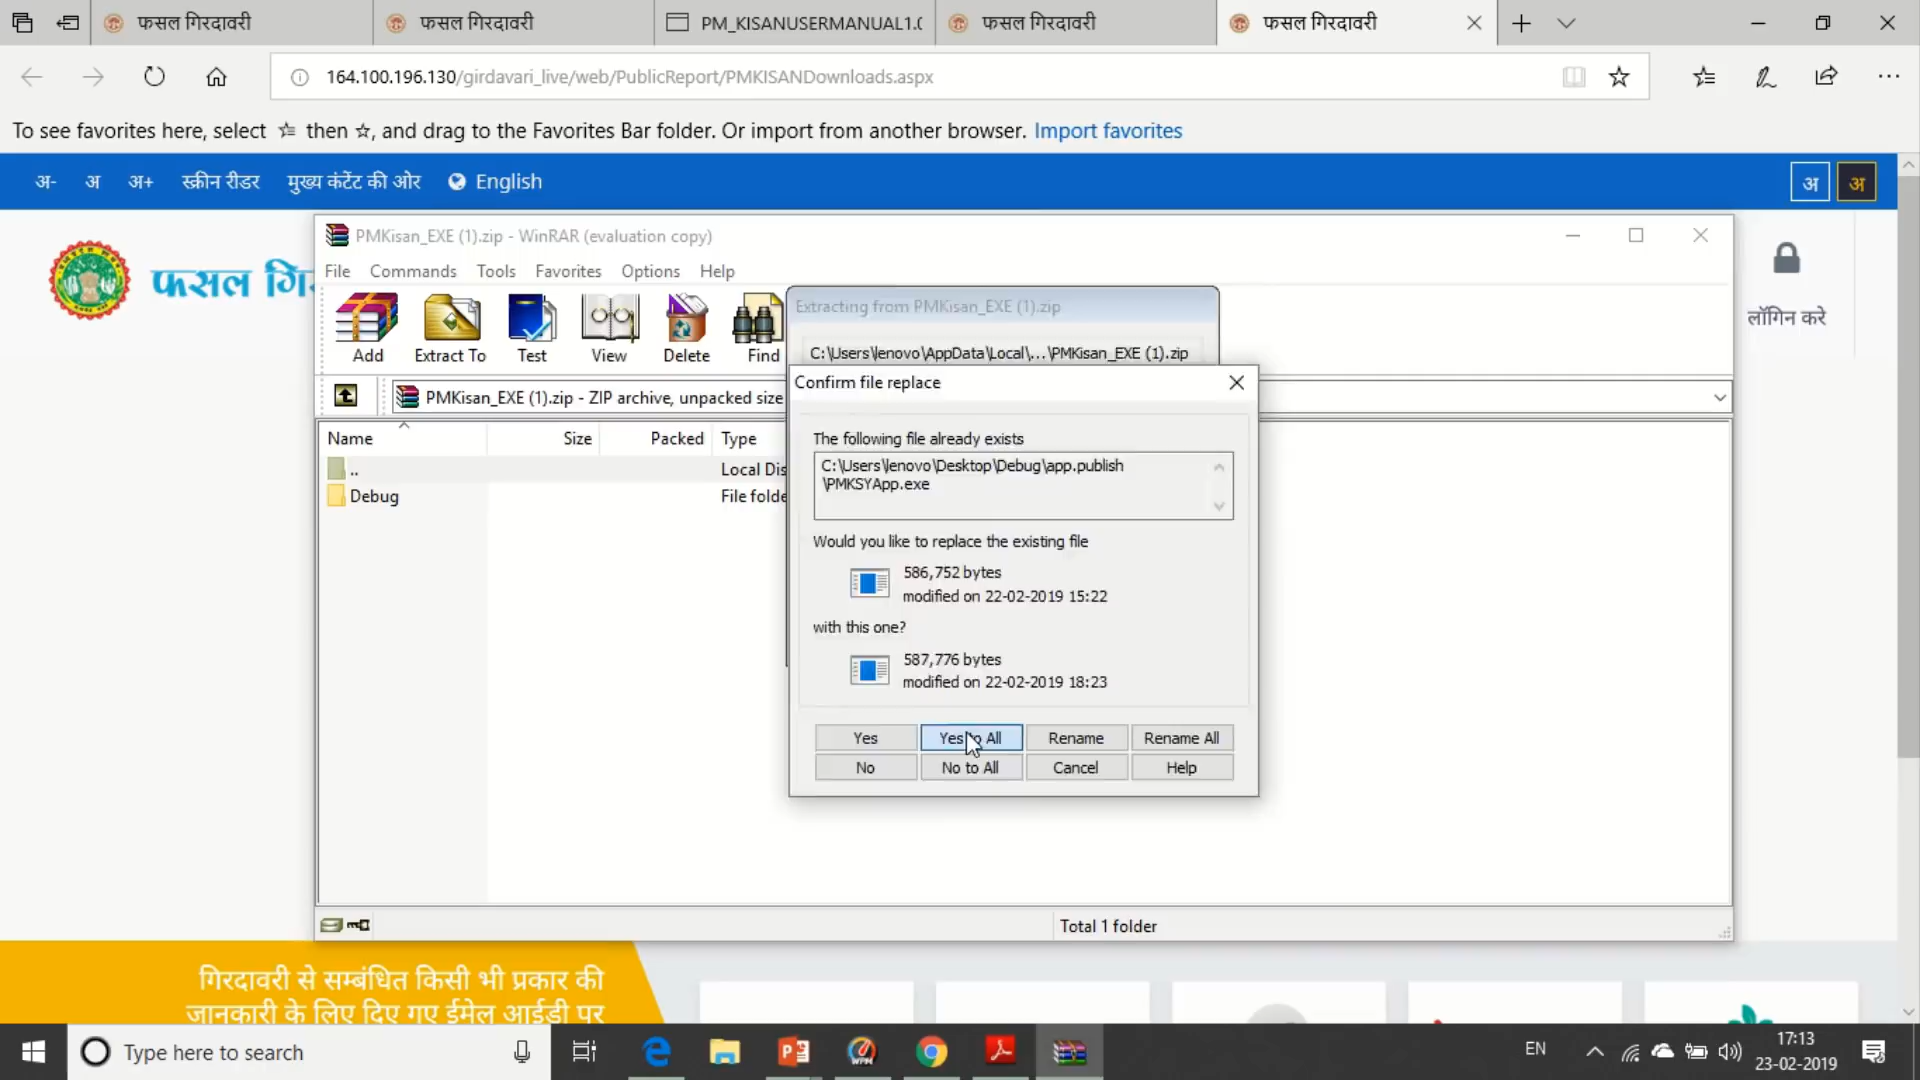 फसल गिरदावरी
फसल गिरदावरी
PM_KISANUSERMANUAL1.(
फसल गिरदावरी
फसल गिरदावरी
164.100.196.130/girdavari_live/web/PublicReport/PMKISANDownloads.aspx
To see favorites here, select then , and drag to the Favorites Bar folder. Or import from another browser. Import favorites
अ- अ अ+ स्क्रीन रीडर मुख्य कंटेंट की ओर English अ अ
फसल
लॉगिन करे
PMKisan_EXE (1).zip - WinRAR (evaluation copy)
File Commands Tools Favorites Options Help
Add Extract To Test View Delete Find
PMKisan_EXE (1).zip - ZIP archive, unpacked size
Name Size Packed Type
.. Local Dis
Debug File folde
Extracting from PMKisan_EXE (1).zip
C:\Users\lenovo\AppData\Local\...\PMKisan_EXE (1).zip
Confirm file replace
The following file already exists
C:\Users\lenovo\Desktop\Debug\app.publish
\PMKSYApp.exe
Would you like to replace the existing file
586,752 bytes
modified on 22-02-2019 15:22
with this one?
587,776 bytes
modified on 22-02-2019 18:23
Yes Yes to All Rename Rename All
No No to All Cancel Help
Total 1 folder
गिरदावरी से सम्बंधित किसी भी प्रकार की
जानकारी के लिए दिए गए ईमेल आईडी पर
Type here to search
EN
17:13
23-02-2019